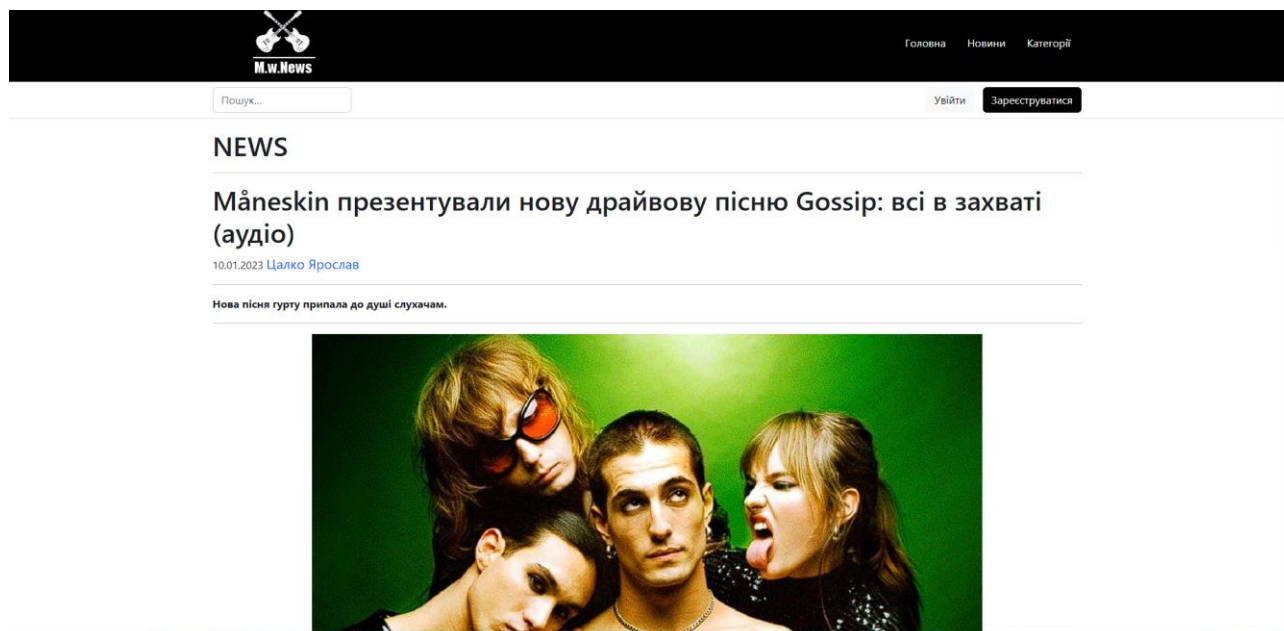 M.w.News
Головна Новини Категорії
Пошук...
Увійти Зареєструватися
NEWS
Måneskin презентували нову драйвову пісню Gossip: всі в захваті
(аудіо)
10.01.2023 Цалко Ярослав
Нова пісня гурту припала до душі слухачам.